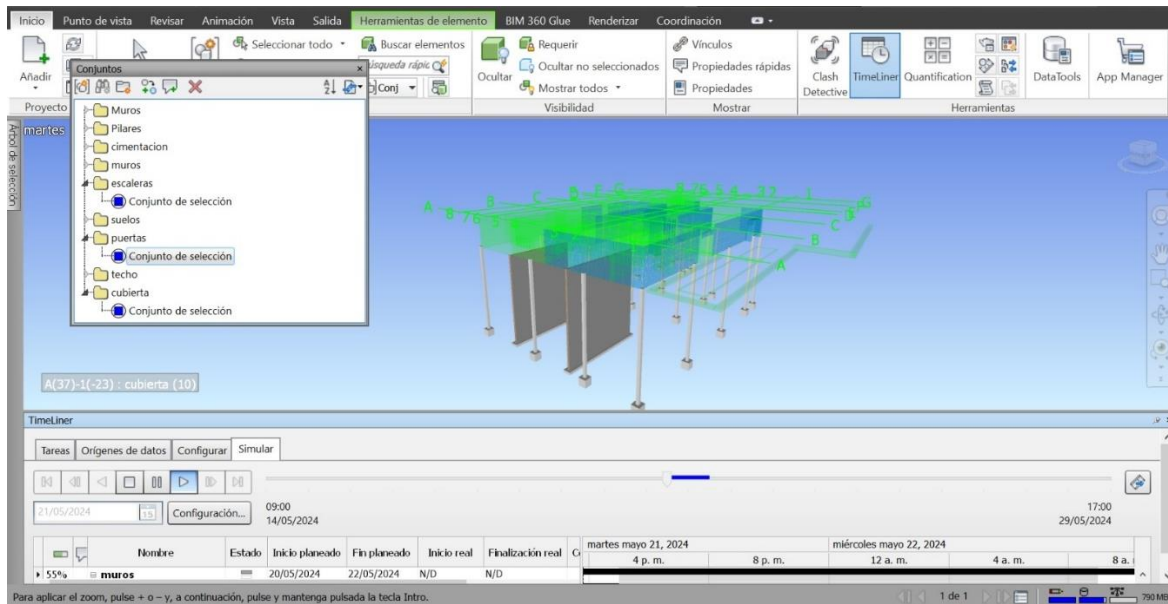 Inicio Punto de vista Revisar Animación Vista Salida Herramientas de elemento BIM 360 Glue Renderizar Coordinación
Seleccionar todo Buscar elementos Requerir Vínculos
Añadir Ocultar Ocultar no seleccionados Propiedades rápidas Clash Detective TimeLiner Quantification DataTools App Manager
Conj Mostrar todos Propiedades
Proyecto Visibilidad Mostrar Herramientas
Conjuntos
Muros
Pilares
cimentacion
muros
escaleras
Conjunto de selección
suelos
puertas
Conjunto de selección
techo
cubierta
Conjunto de selección
Árbol de selección
martes
A 8 7 6 5 B C
B
A
A(37)-1(-23) : cubierta (10)
TimeLiner
Tareas Orígenes de datos Configurar Simular
21/05/2024 15 Configuración... 09:00 17:00
14/05/2024 29/05/2024
Nombre Estado Inicio planeado Fin planeado Inicio real Finalización real martes mayo 21, 2024 miércoles mayo 22, 2024
4 p. m. 8 p. m. 12 a. m. 4 a. m. 8 a.
55% muros 20/05/2024 22/05/2024 N/D N/D
Para aplicar el zoom, pulse + o – y, a continuación, pulse y mantenga pulsada la tecla Intro. 1 de 1 790 MB